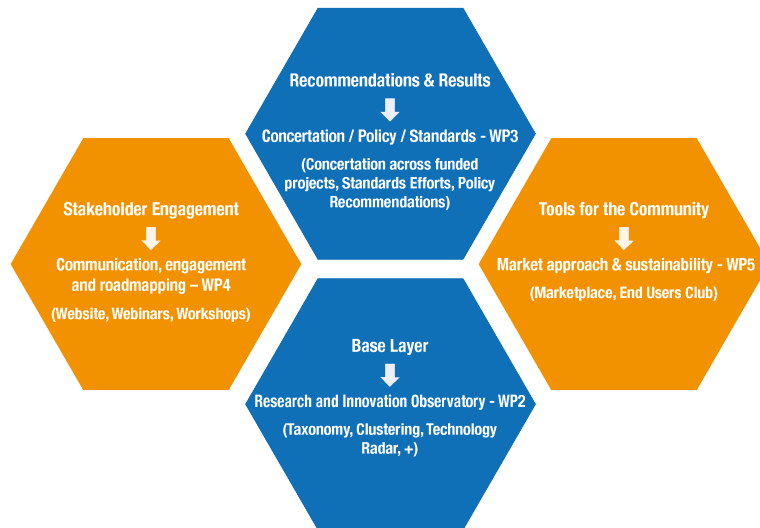 Recommendations & Results
Concertation / Policy / Standards - WP3
(Concertation across funded
projects, Standards Efforts, Policy
Recommendations)
Stakeholder Engagement
Communication, engagement
and roadmapping – WP4
(Website, Webinars, Workshops)
Tools for the Community
Market approach & sustainability - WP5
(Marketplace, End Users Club)
Base Layer
Research and Innovation Observatory - WP2
(Taxonomy, Clustering, Technology
Radar, +)